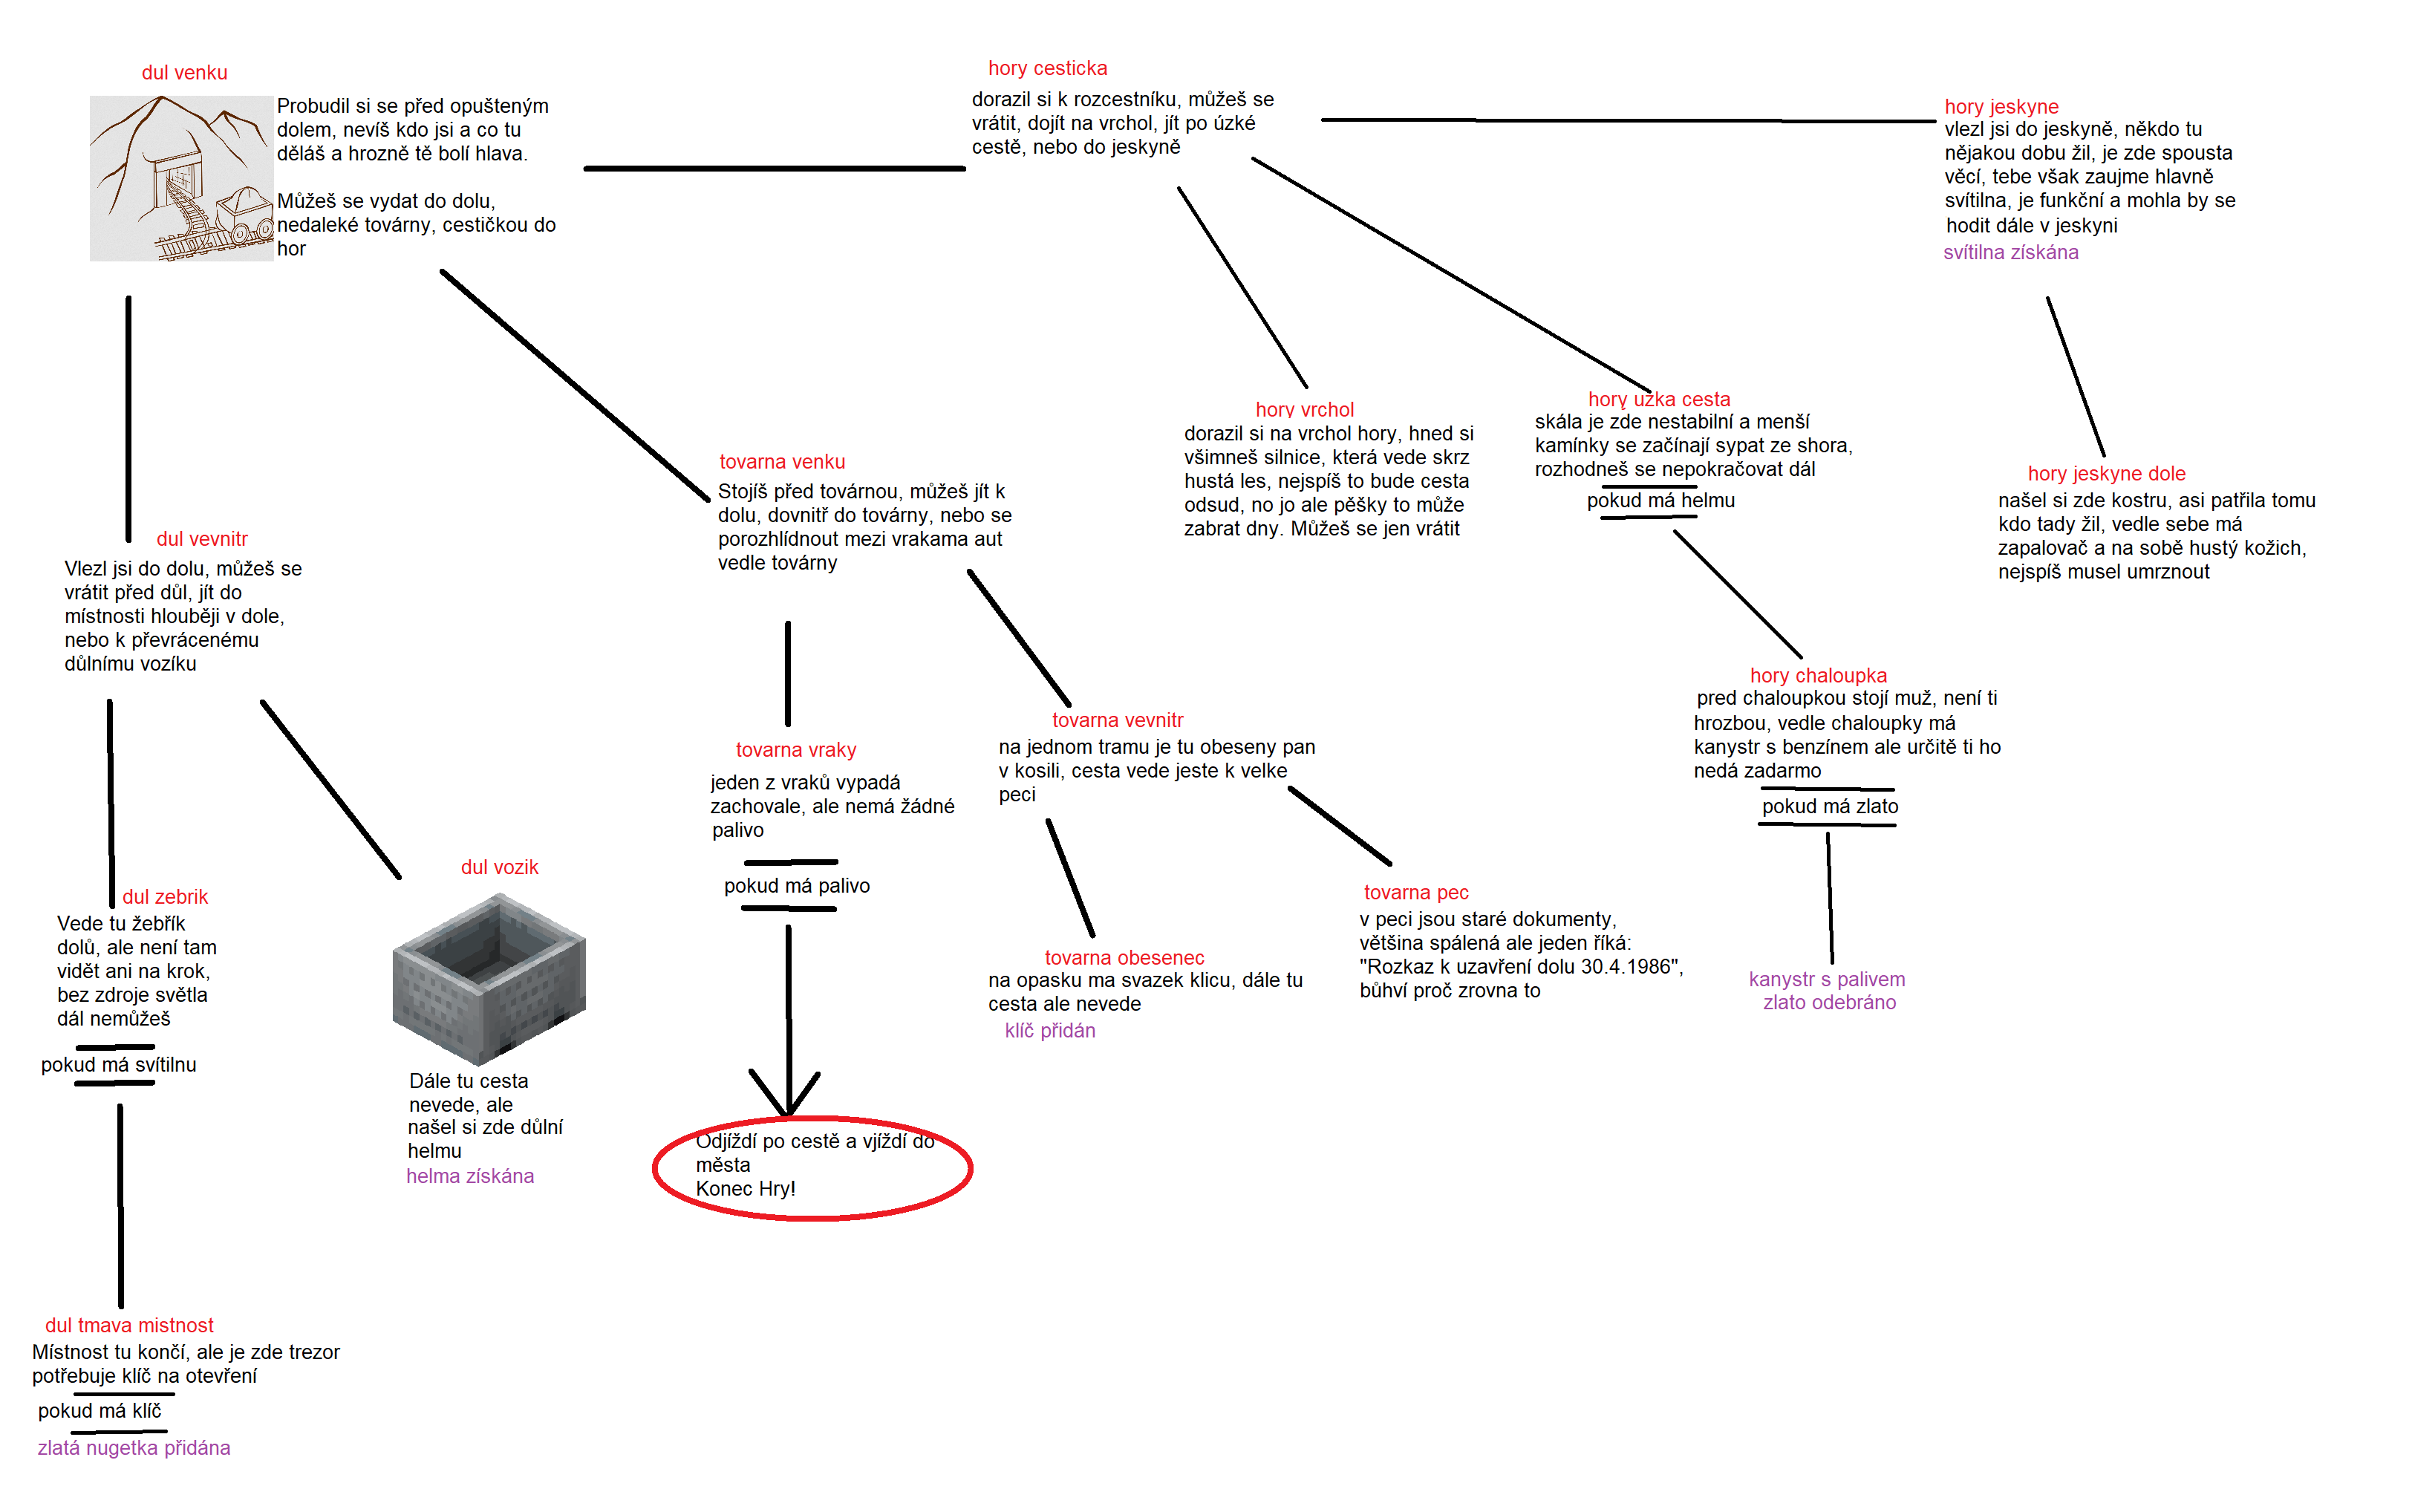 dul venku
Probudil si se před opušteným
dolem, nevíš kdo jsi a co tu
děláš a hrozně tě bolí hlava.
Můžeš se vydat do dolu,
nedaleké továrny, cestičkou do
hor
hory cesticka
dorazil si k rozcestníku, můžeš se
vrátit, dojít na vrchol, jít po úzké
cestě, nebo do jeskyně
hory jeskyne
vlezl jsi do jeskyně, někdo tu
nějakou dobu žil, je zde spousta
věcí, tebe však zaujme hlavně
svítilna, je funkční a mohla by se
hodit dále v jeskyni
svítilna získána
hory vrchol
dorazil si na vrchol hory, hned si
všimneš silnice, která vede skrz
hustá les, nejspíš to bude cesta
odsud, no jo ale pěšky to může
zabrat dny. Můžeš se jen vrátit
hory uzka cesta
skála je zde nestabilní a menší
kamínky se začínají sypat ze shora,
rozhodneš se nepokračovat dál
pokud má helmu
hory jeskyne dole
našel si zde kostru, asi patřila tomu
kdo tady žil, vedle sebe má
zapalovač a na sobě hustý kožich,
nejspíš musel umrznout
tovarna venku
Stojíš před továrnou, můžeš jít k
dolu, dovnitř do továrny, nebo se
porozhlídnout mezi vrakama aut
vedle továrny
dul vevnitr
Vlezl jsi do dolu, můžeš se
vrátit před důl, jít do
místnosti hlouběji v dole,
nebo k převrácenému
důlnímu vozíku
hory chaloupka
pred chaloupkou stojí muž, není ti
hrozbou, vedle chaloupky má
kanystr s benzínem ale určitě ti ho
nedá zadarmo
pokud má zlato
kanystr s palivem
zlato odebráno
tovarna vevnitr
na jednom tramu je tu obeseny pan
v kosili, cesta vede jeste k velke
peci
tovarna vraky
jeden z vraků vypadá
zachovale, ale nemá žádné
palivo
pokud má palivo
Odjíždí po cestě a vjíždí do
města
Konec Hry!
tovarna obesenec
na opasku ma svazek klicu, dále tu
cesta ale nevede
klíč přidán
tovarna pec
v peci jsou staré dokumenty,
většina spálená ale jeden říká:
"Rozkaz k uzavření dolu 30.4.1986",
bůhví proč zrovna to
dul zebrik
Vede tu žebřík
dolů, ale není tam
vidět ani na krok,
bez zdroje světla
dál nemůžeš
pokud má svítilnu
dul vozik
Dále tu cesta
nevede, ale
našel si zde důlní
helmu
helma získána
dul tmava mistnost
Místnost tu končí, ale je zde trezor
potřebuje klíč na otevření
pokud má klíč
zlatá nugetka přidána